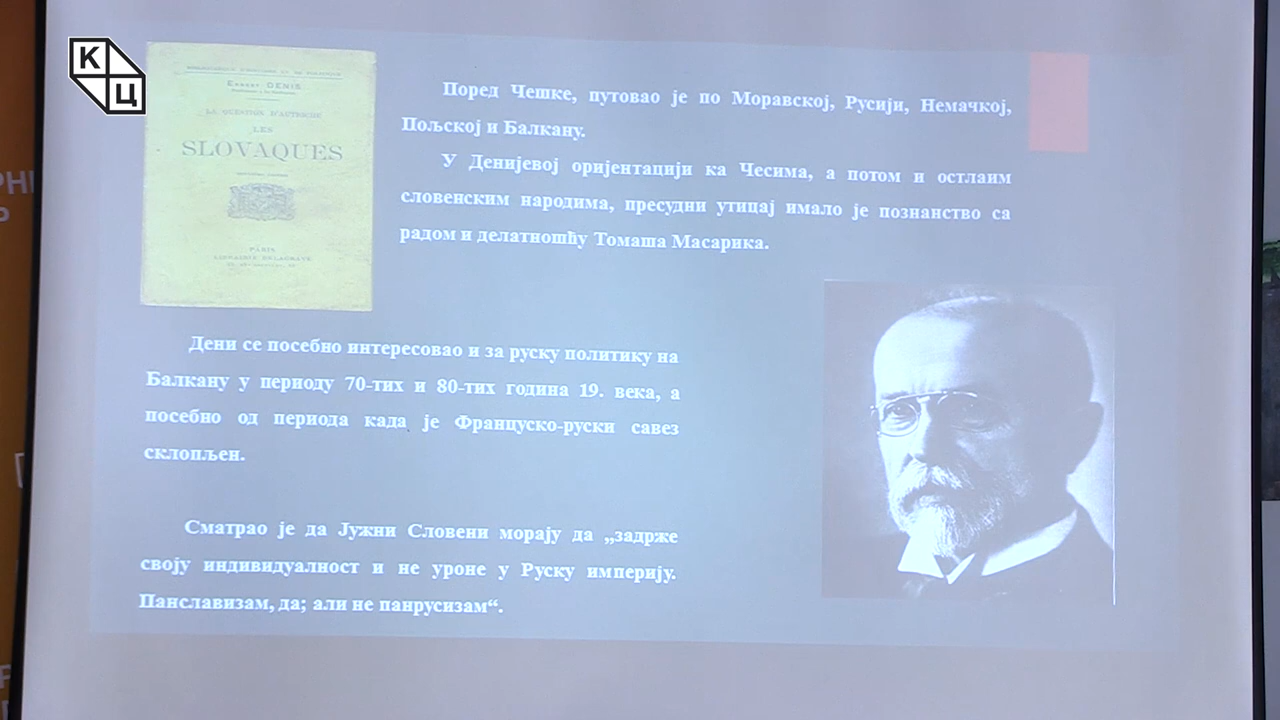 К
Ц
ERNEST DENIS
LA QUESTION D'AUTRICHE
LES
SLOVAQUES
PARIS
LIBRAIRIE DELAGRAVE
Поред Чешке, путовао је по Моравској, Русији, Немачкој,
Пољској и Балкану.
У Денијевој оријентацији ка Чесима, а потом и остлаим
словенским народима, пресудни утицај имало је познанство са
радом и делатношћу Томаша Масарика.
Дени се посебно интересовао и за руску политику на
Балкану у периоду 70-тих и 80-тих година 19. века, а
посебно од периода када је Француско-руски савез
склопљен.
Сматрао је да Јужни Словени морају да „задрже
своју индивидуалност и не уроне у Руску империју.
Панславизам, да; али не панрусизам“.